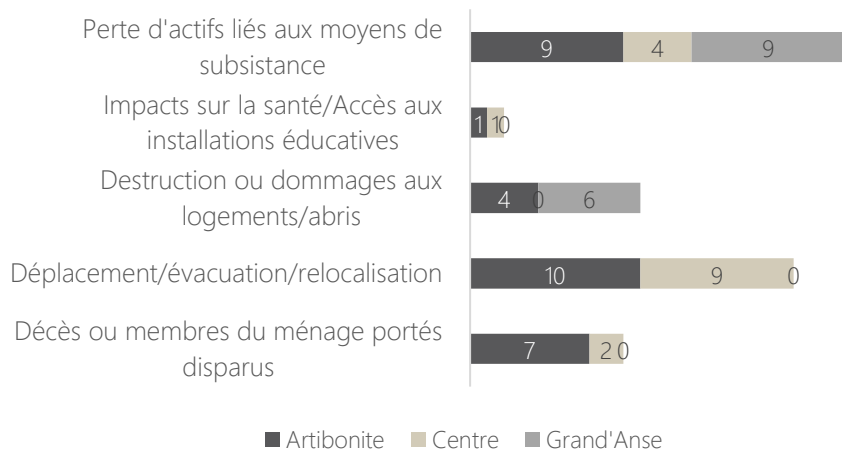 Perte d'actifs liés aux moyens de
subsistance
9 4 9
Impacts sur la santé/Accès aux
installations éducatives
1 1 0
Destruction ou dommages aux
logements/abris
4 0 6
Déplacement/évacuation/relocalisation
10 9 0
Décès ou membres du ménage portés
disparus
7 2 0
Artibonite Centre Grand'Anse